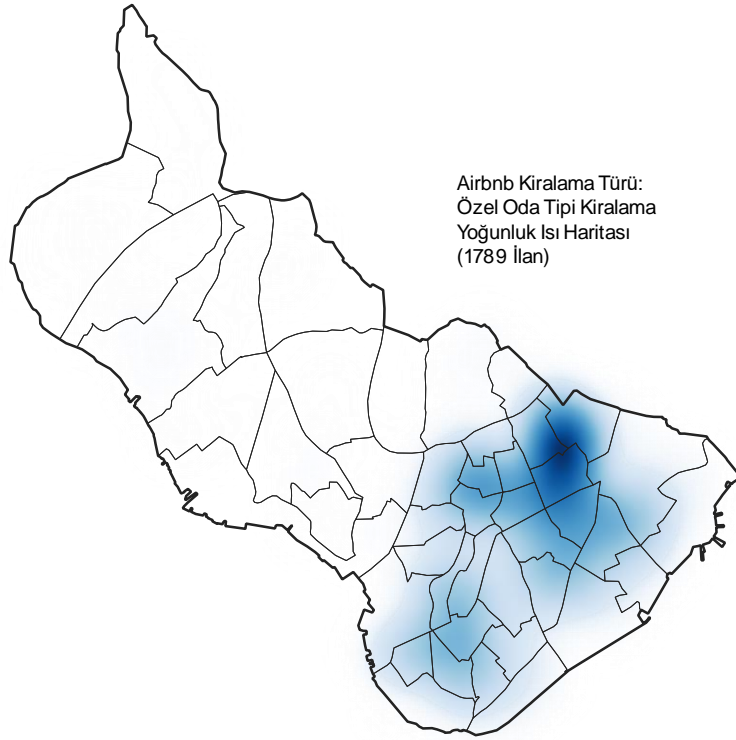 Airbnb Kiralama Türü:
Özel Oda Tipi Kiralama
Yoğunluk Isı Haritası
(1789 İlan)